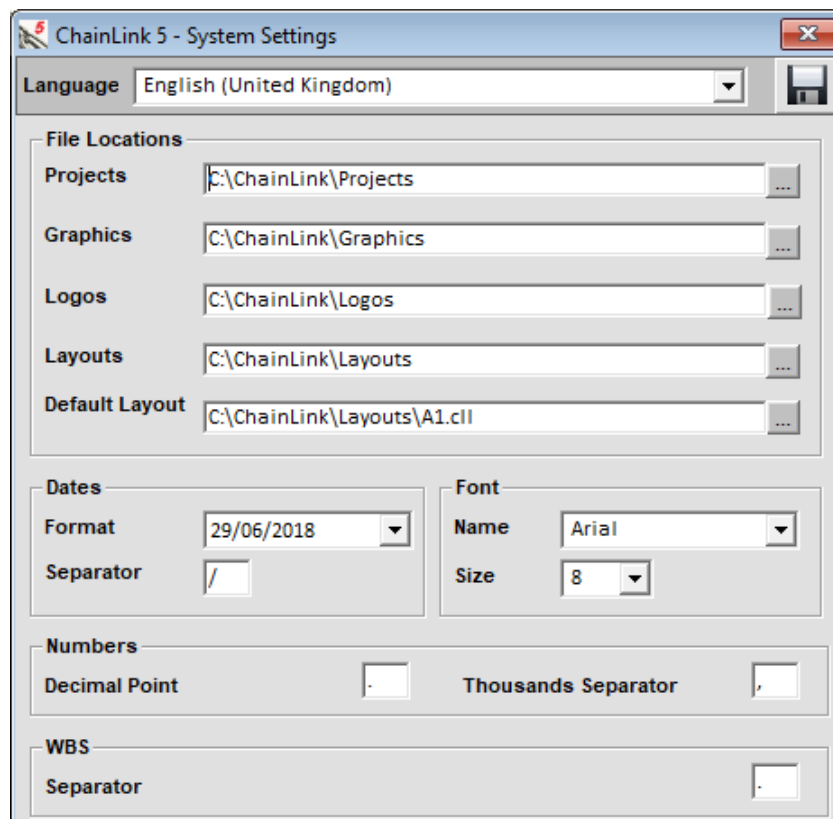 ChainLink 5 - System Settings
Language English (United Kingdom)
File Locations
Projects C:\ChainLink\Projects ...
Graphics C:\ChainLink\Graphics ...
Logos C:\ChainLink\Logos ...
Layouts C:\ChainLink\Layouts ...
Default Layout C:\ChainLink\Layouts\A1.cll ...
Dates Font
Format 29/06/2018 Name Arial
Separator / Size 8
Numbers
Decimal Point . Thousands Separator ,
WBS
Separator .